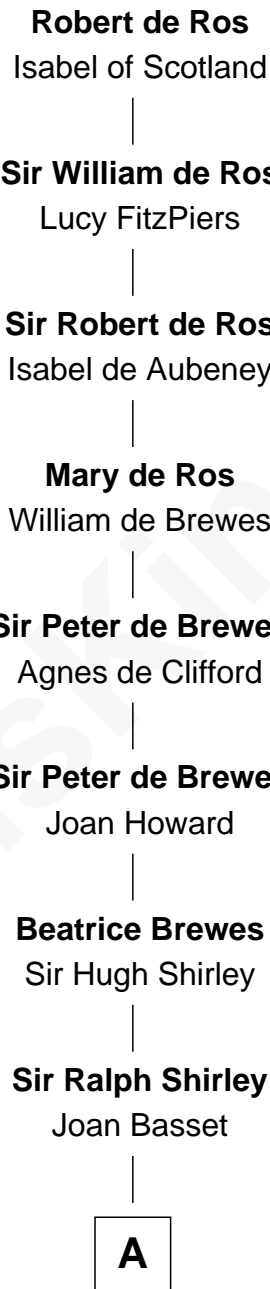 Robert de Ros
Isabel of Scotland
Sir William de Ros
Lucy FitzPiers
Sir Robert de Ros
Isabel de Aubeney
Mary de Ros
William de Brewes
Sir Peter de Brewe
Agnes de Clifford
Sir Peter de Brewe
Joan Howard
Beatrice Brewes
Sir Hugh Shirley
Sir Ralph Shirley
Joan Basset
A